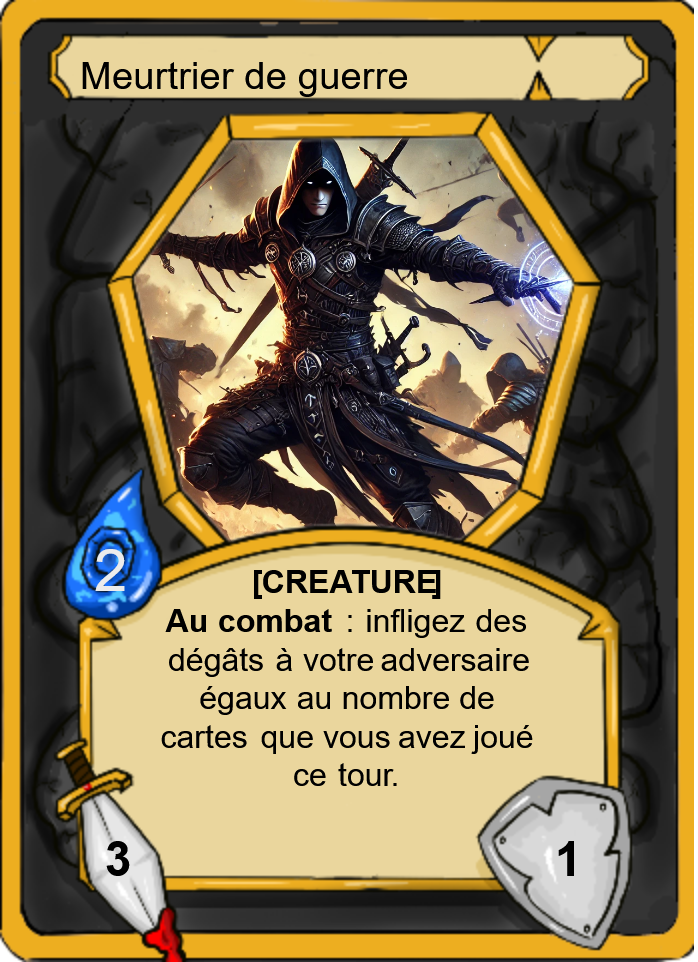 Meurtrier de guerre
2
[CREATURE]
Au combat : infligez des
dégâts à votre adversaire
égaux au nombre de
cartes que vous avez joué
ce tour.
3
1